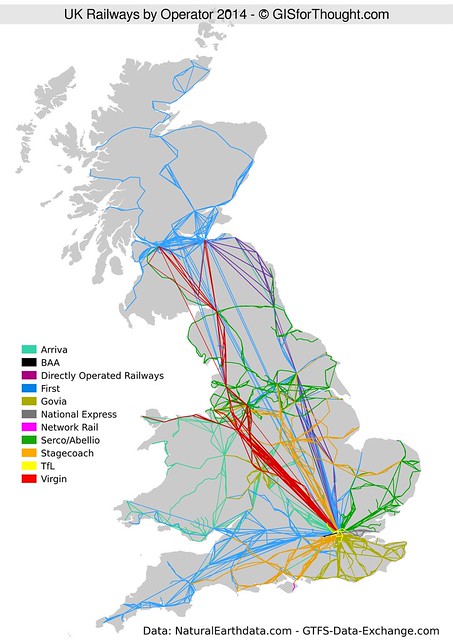 UK Railways by Operator 2014 - © GISforThought.com
Arriva
BAA
Directly Operated Railways
First
Govia
National Express
Network Rail
Serco/Abellio
Stagecoach
TfL
Virgin
Data: NaturalEarthdata.com - GTFS-Data-Exchange.com